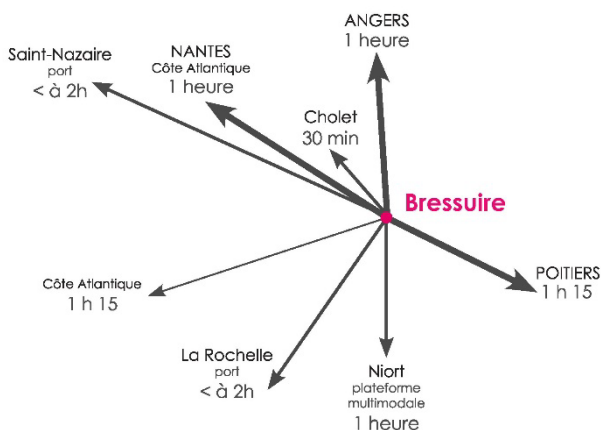 ANGERS
1 heure
Saint-Nazaire
port
< à 2h
NANTES
Côte Atlantique
1 heure
Cholet
30 min
Bressuire
Côte Atlantique
1 h 15
POITIERS
1 h 15
La Rochelle
port
< à 2h
Niort
plateforme
multimodale
1 heure